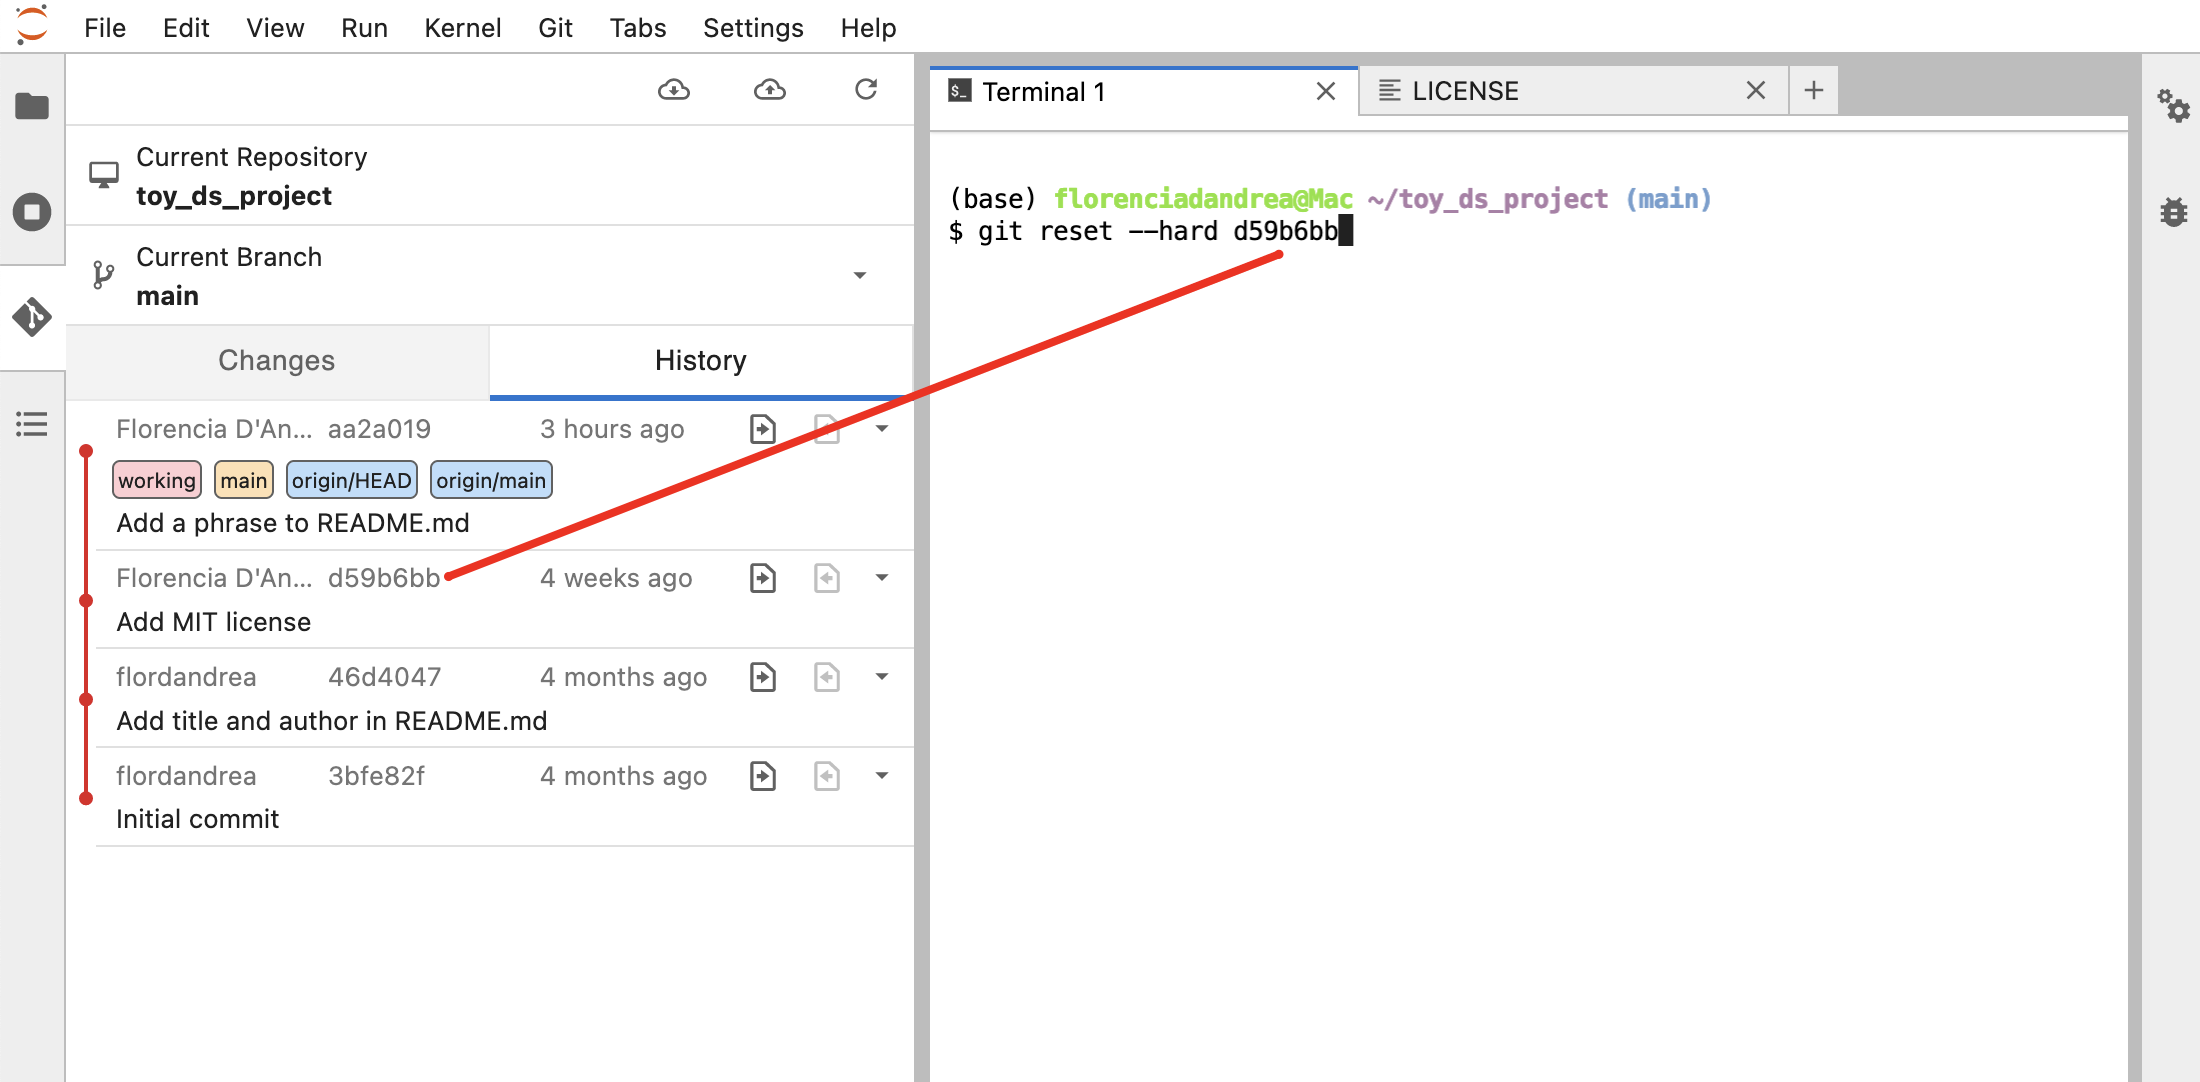 File Edit View Run Kernel Git Tabs Settings Help
Current Repository
toy_ds_project
Current Branch
main
Changes History
Florencia D'An... aa2a019 3 hours ago
working main origin/HEAD origin/main
Add a phrase to README.md
Florencia D'An... d59b6bb 4 weeks ago
Add MIT license
flordandrea 46d4047 4 months ago
Add title and author in README.md
flordandrea 3bfe82f 4 months ago
Initial commit
$_ Terminal 1 LICENSE
(base) florenciadandrea@Mac ~/toy_ds_project (main)
$ git reset --hard d59b6bb